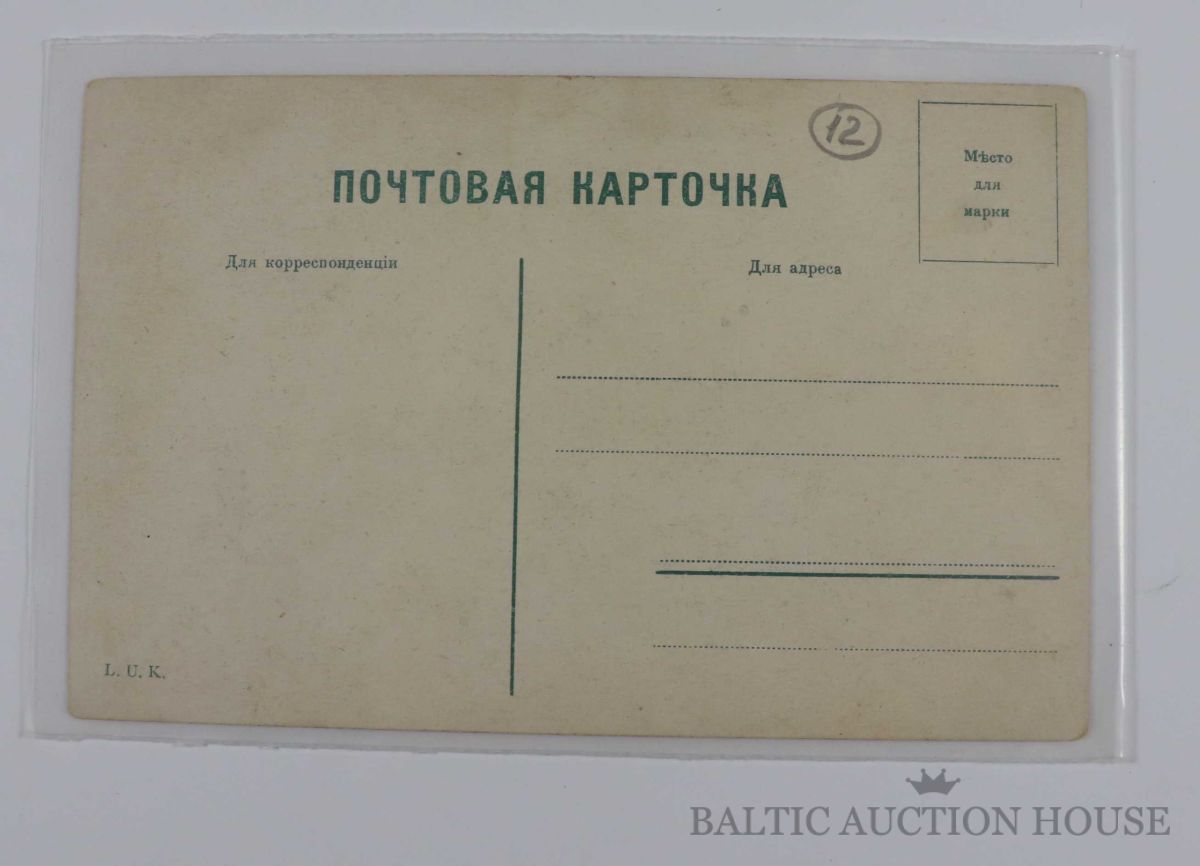 12
Мѣсто
для
марки
ПОЧТОВАЯ КАРТОЧКА
Для корреспонденціи
Для адреса
L. U. K.
BALTIC AUCTION HOUSE